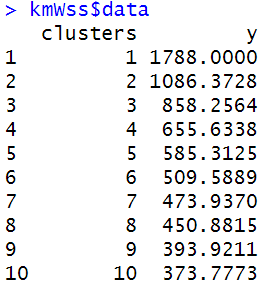 > kmWss$data
clusters y
1 1 1788.0000
2 2 1086.3728
3 3 858.2564
4 4 655.6338
5 5 585.3125
6 6 509.5889
7 7 473.9370
8 8 450.8815
9 9 393.9211
10 10 373.7773